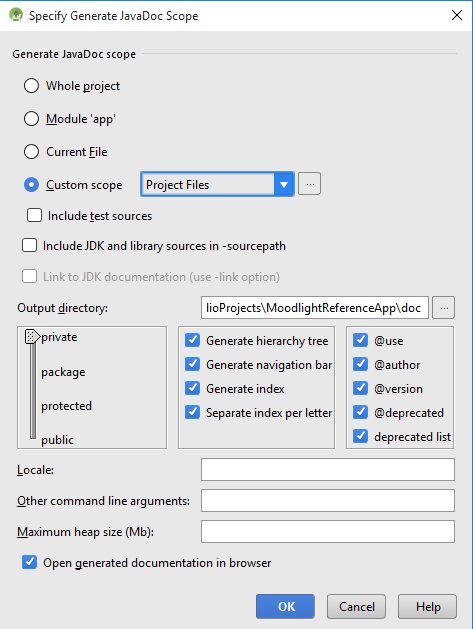 Specify Generate JavaDoc Scope
Generate JavaDoc scope
Whole project
Module 'app'
Current File
Custom scope Project Files ...
Include test sources
Include JDK and library sources in -sourcepath
Link to JDK documentation (use -link option)
Output directory: lioProjects\MoodlightReferenceApp\doc ...
private
package
protected
public
Generate hierarchy tree
Generate navigation bar
Generate index
Separate index per letter
@use
@author
@version
@deprecated
deprecated list
Locale:
Other command line arguments:
Maximum heap size (Mb):
Open generated documentation in browser
OK Cancel Help